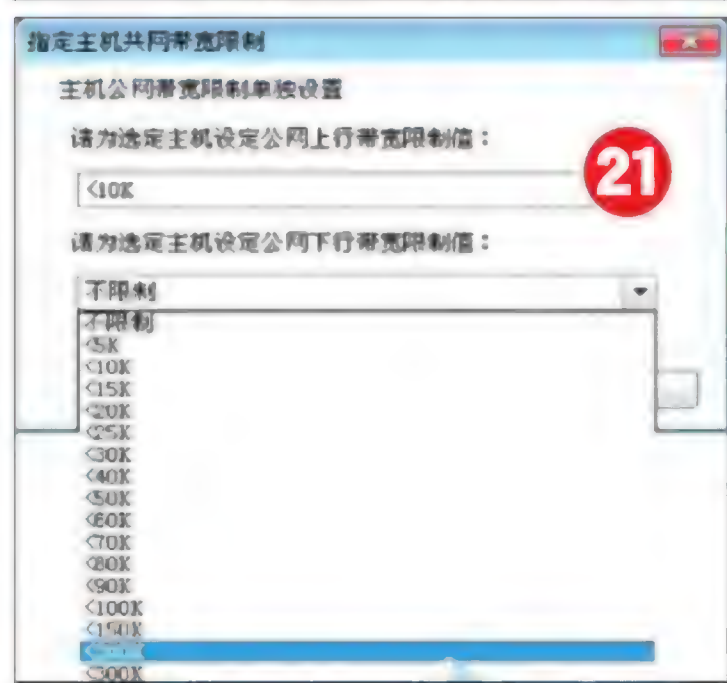 指定主机公网带宽限制
主机公网带宽限制单独设置
请为选定主机设定公网上行带宽限制值：
<10K
21
请为选定主机设定公网下行带宽限制值：
不限制
不限制
<5K
<10K
<15K
<20K
<25K
<30K
<40K
<50K
<60K
<70K
<80K
<90K
<100K
<150K
<300K